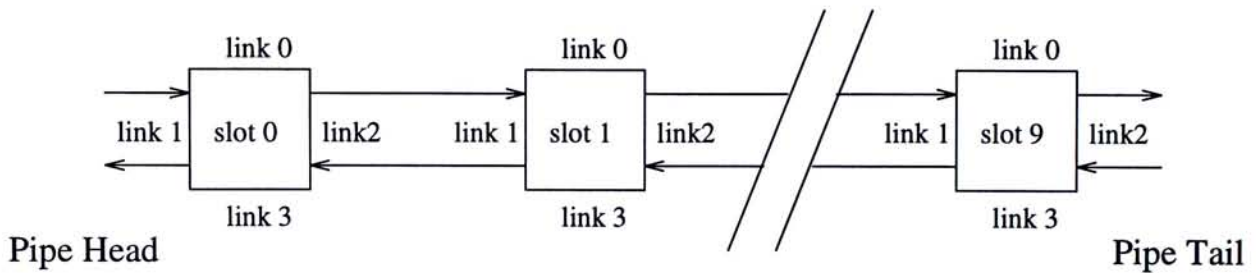 link 0
link 0
link 0
link 1
slot 0
link2
link 1
slot 1
link2
link 1
slot 9
link2
link 3
link 3
link 3
Pipe Head
Pipe Tail